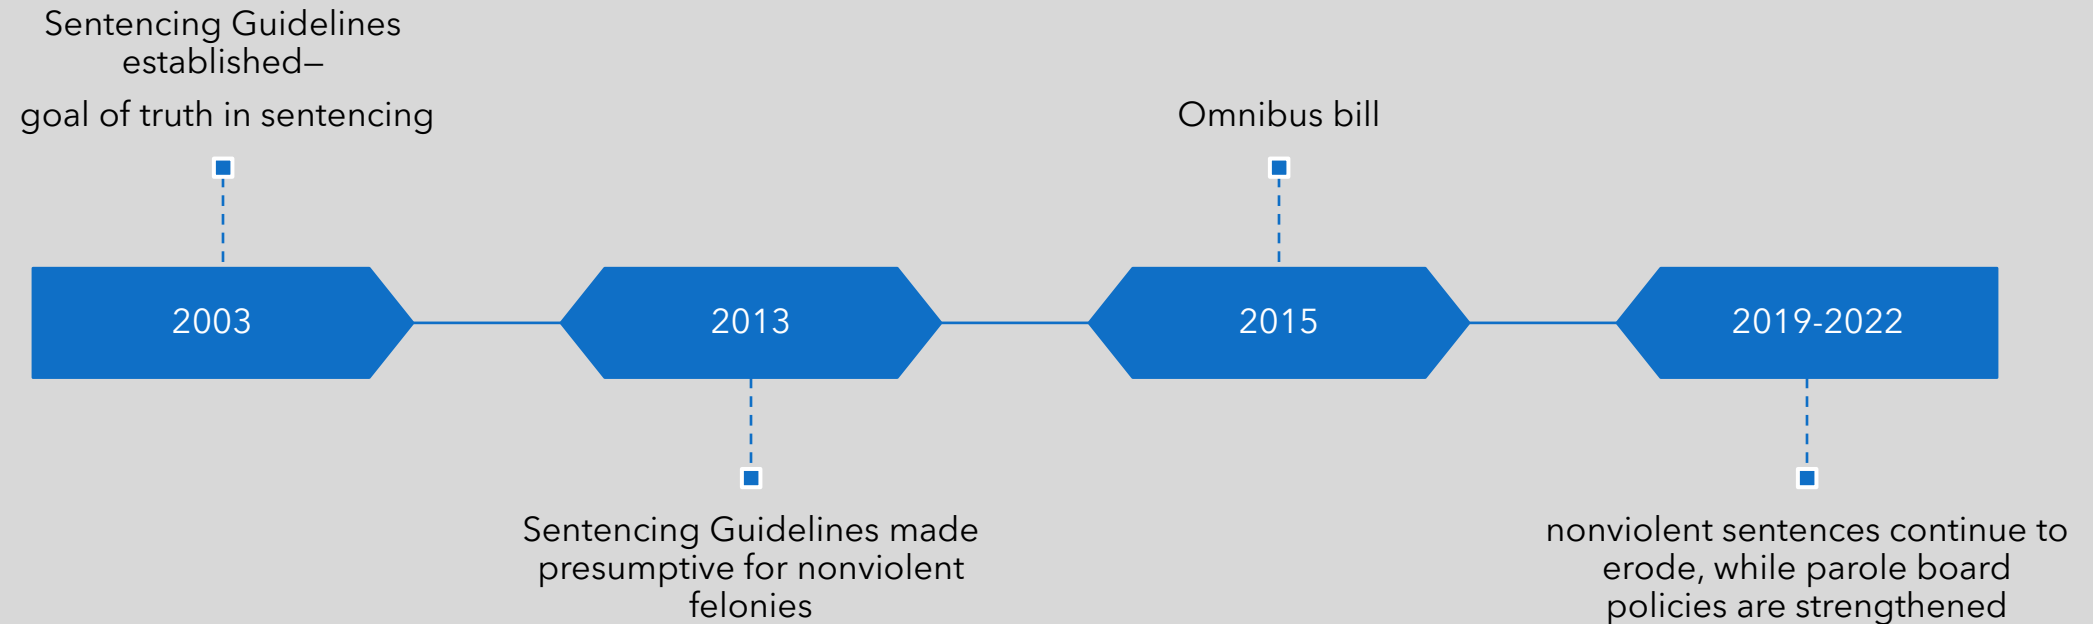 Sentencing Guidelines
established—
goal of truth in sentencing
Omnibus bill
2003
2013
2015
2019-2022
Sentencing Guidelines made
presumptive for nonviolent
felonies
nonviolent sentences continue to
erode, while parole board
policies are strengthened